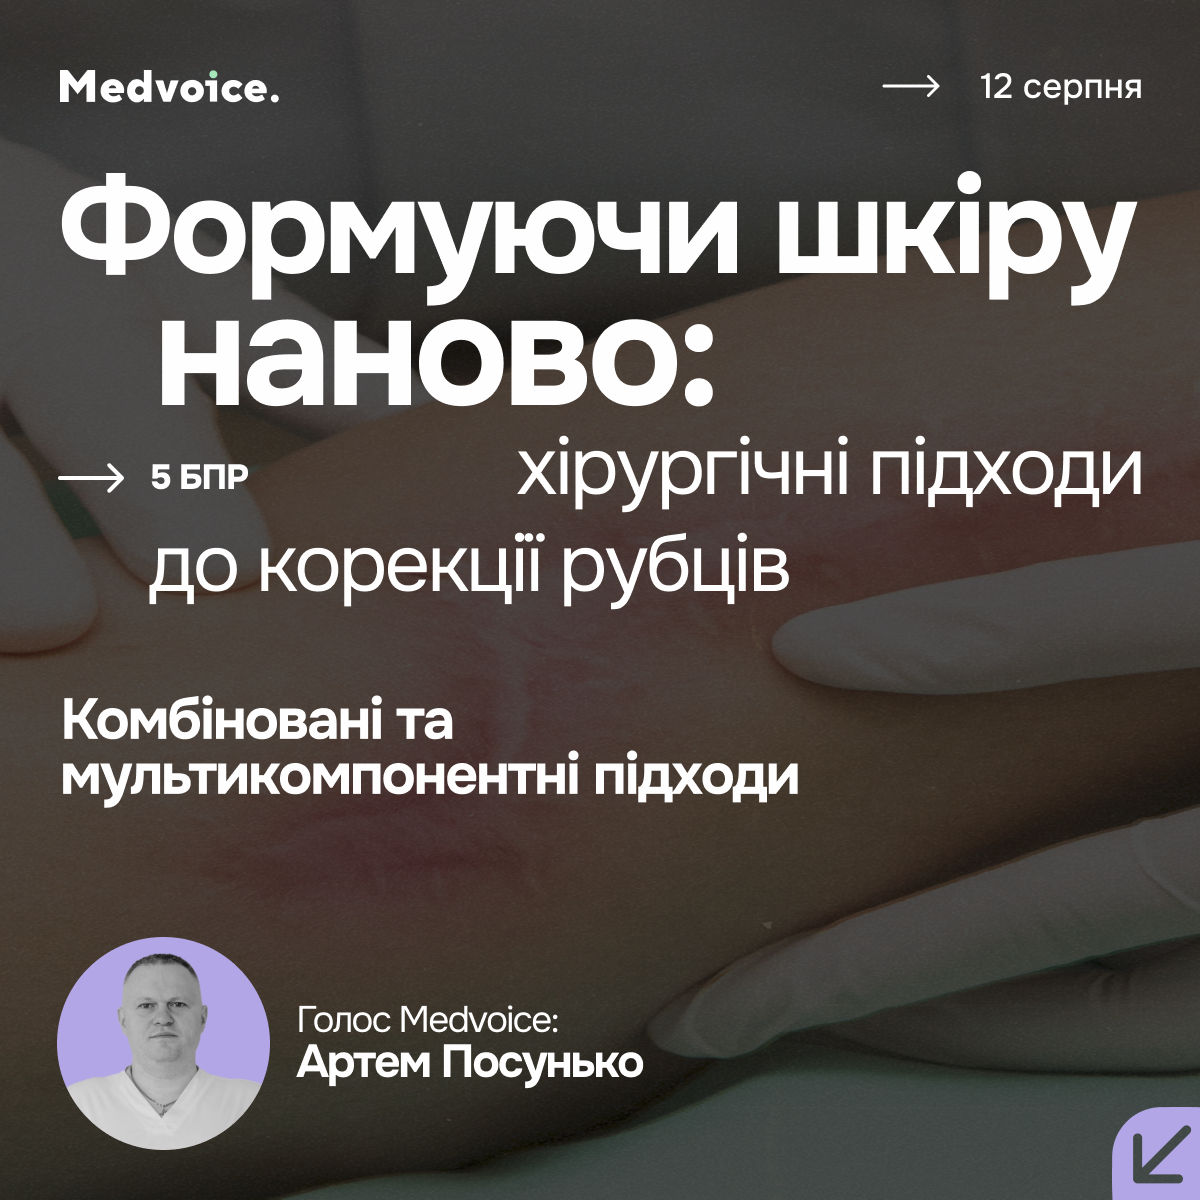 Medvoice.
12 серпня
Формуючи шкіру
наново:
5 БПР
хірургічні підходи
до корекції рубців
Комбіновані та
мультикомпонентні підходи
Голос Medvoice:
Артем Посунько